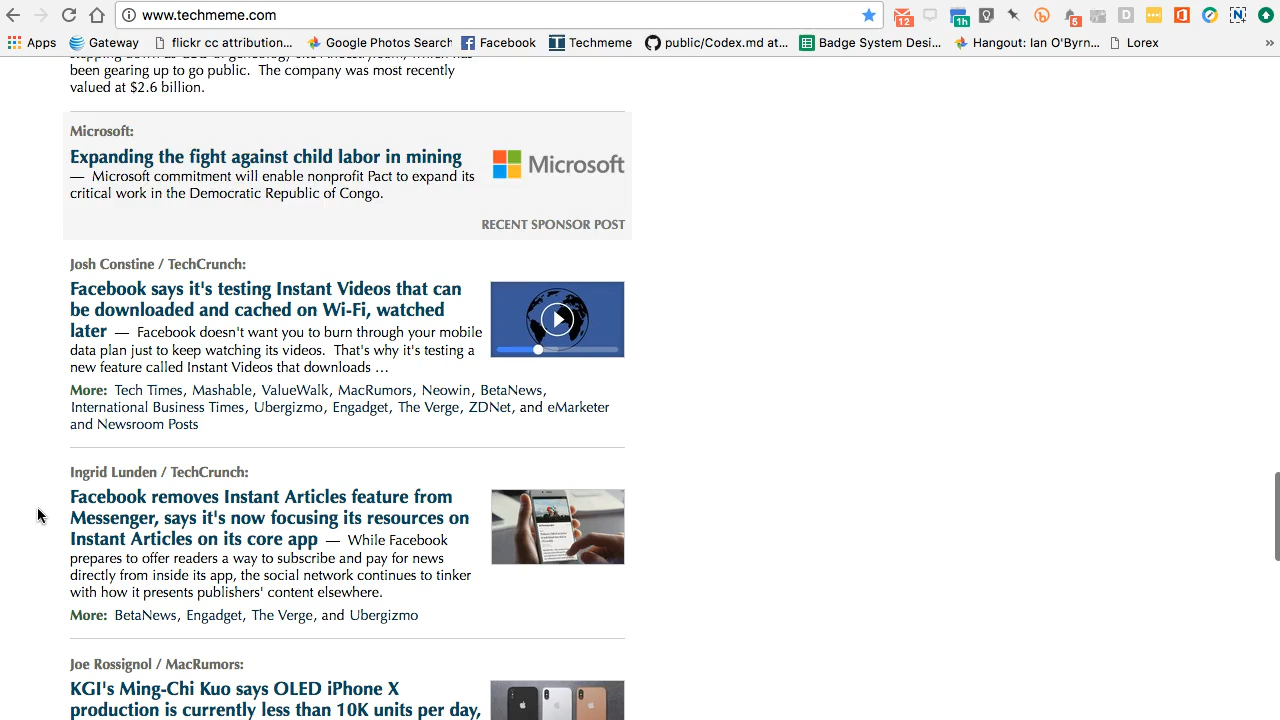 www.techmeme.com
12
1h
5
D
N
Apps Gateway flickr cc attribution... Google Photos Search Facebook Techmeme public/Codex.md at... Badge System Desi... Hangout: Ian O'Byrn... Lorex »
been gearing up to go public. The company was most recently
valued at $2.6 billion.
Microsoft:
Expanding the fight against child labor in mining
— Microsoft commitment will enable nonprofit Pact to expand its
critical work in the Democratic Republic of Congo.
Microsoft
RECENT SPONSOR POST
Josh Constine / TechCrunch:
Facebook says it's testing Instant Videos that can
be downloaded and cached on Wi-Fi, watched
later — Facebook doesn't want you to burn through your mobile
data plan just to keep watching its videos. That's why it's testing a
new feature called Instant Videos that downloads …
More: Tech Times, Mashable, ValueWalk, MacRumors, Neowin, BetaNews,
International Business Times, Ubergizmo, Engadget, The Verge, ZDNet, and eMarketer
and Newsroom Posts
Ingrid Lunden / TechCrunch:
Facebook removes Instant Articles feature from
Messenger, says it's now focusing its resources on
Instant Articles on its core app — While Facebook
prepares to offer readers a way to subscribe and pay for news
directly from inside its app, the social network continues to tinker
with how it presents publishers' content elsewhere.
More: BetaNews, Engadget, The Verge, and Ubergizmo
Joe Rossignol / MacRumors:
KGI's Ming-Chi Kuo says OLED iPhone X
production is currently less than 10K units per day,